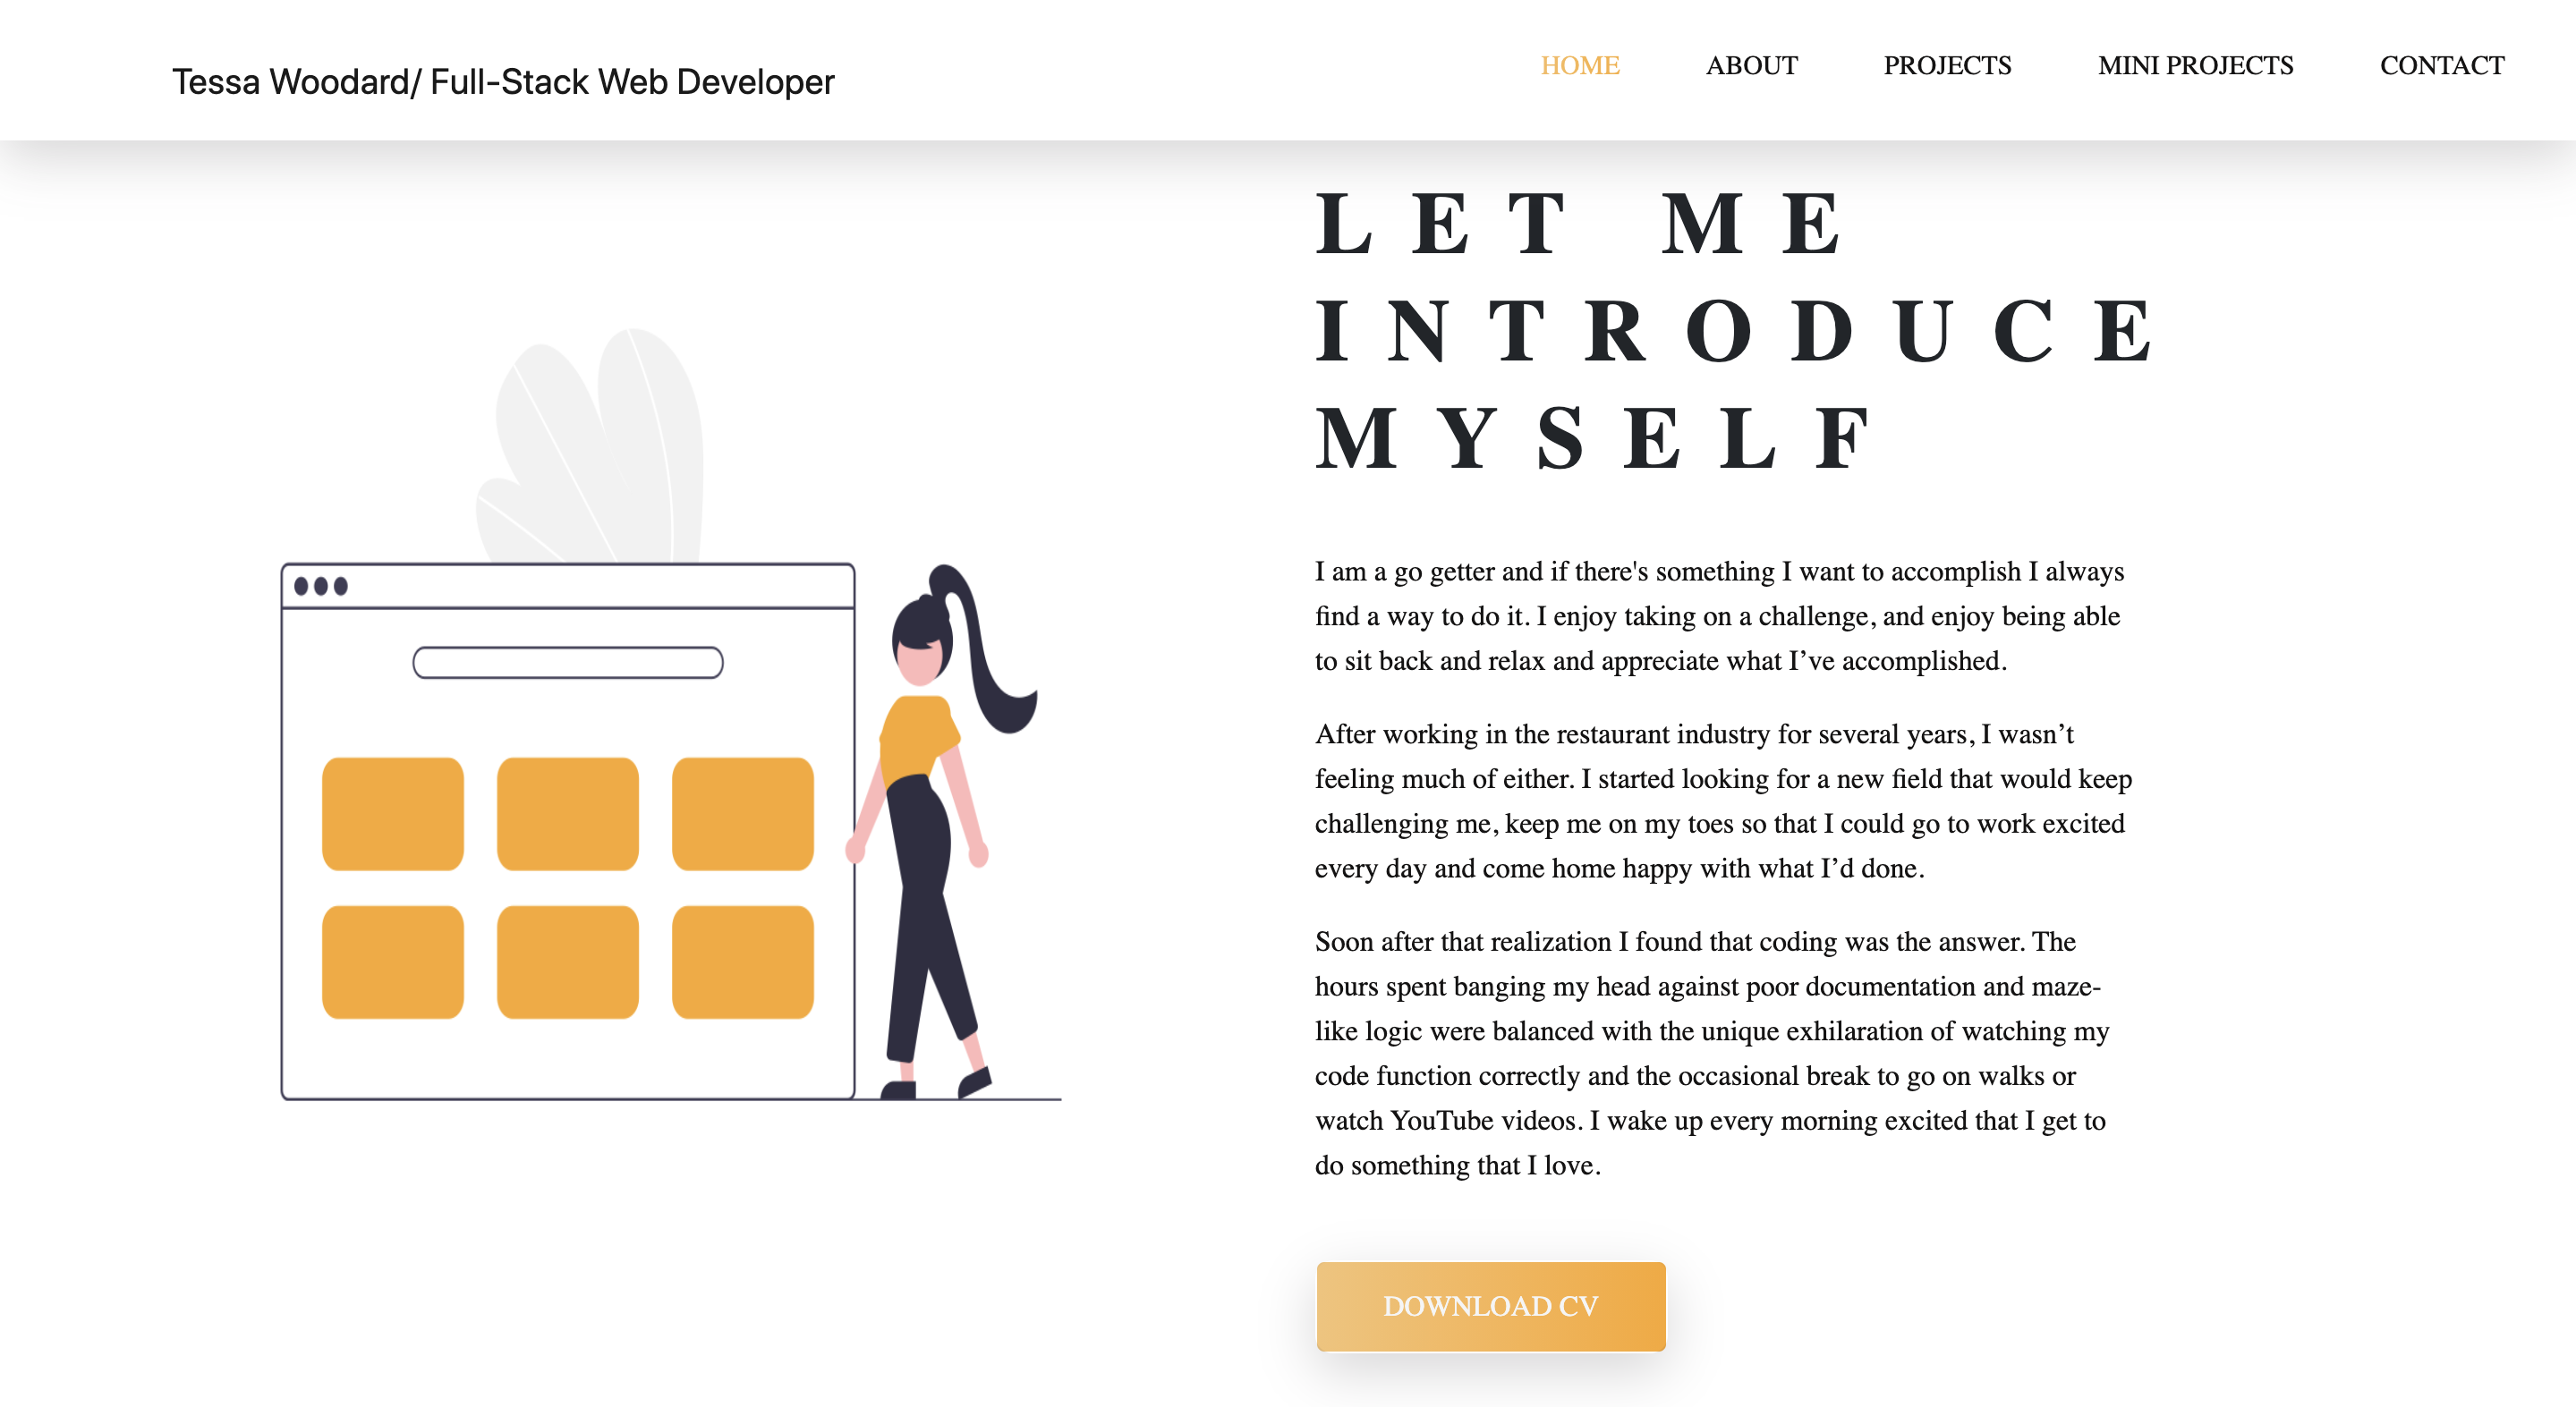 Tessa Woodard/ Full-Stack Web Developer
HOME
ABOUT
PROJECTS
MINI PROJECTS
CONTACT
LET ME
INTRODUCE
MYSELF
I am a go getter and if there's something I want to accomplish I always
find a way to do it. I enjoy taking on a challenge, and enjoy being able
to sit back and relax and appreciate what I’ve accomplished.
After working in the restaurant industry for several years, I wasn’t
feeling much of either. I started looking for a new field that would keep
challenging me, keep me on my toes so that I could go to work excited
every day and come home happy with what I’d done.
Soon after that realization I found that coding was the answer. The
hours spent banging my head against poor documentation and maze-
like logic were balanced with the unique exhilaration of watching my
code function correctly and the occasional break to go on walks or
watch YouTube videos. I wake up every morning excited that I get to
do something that I love.
DOWNLOAD CV